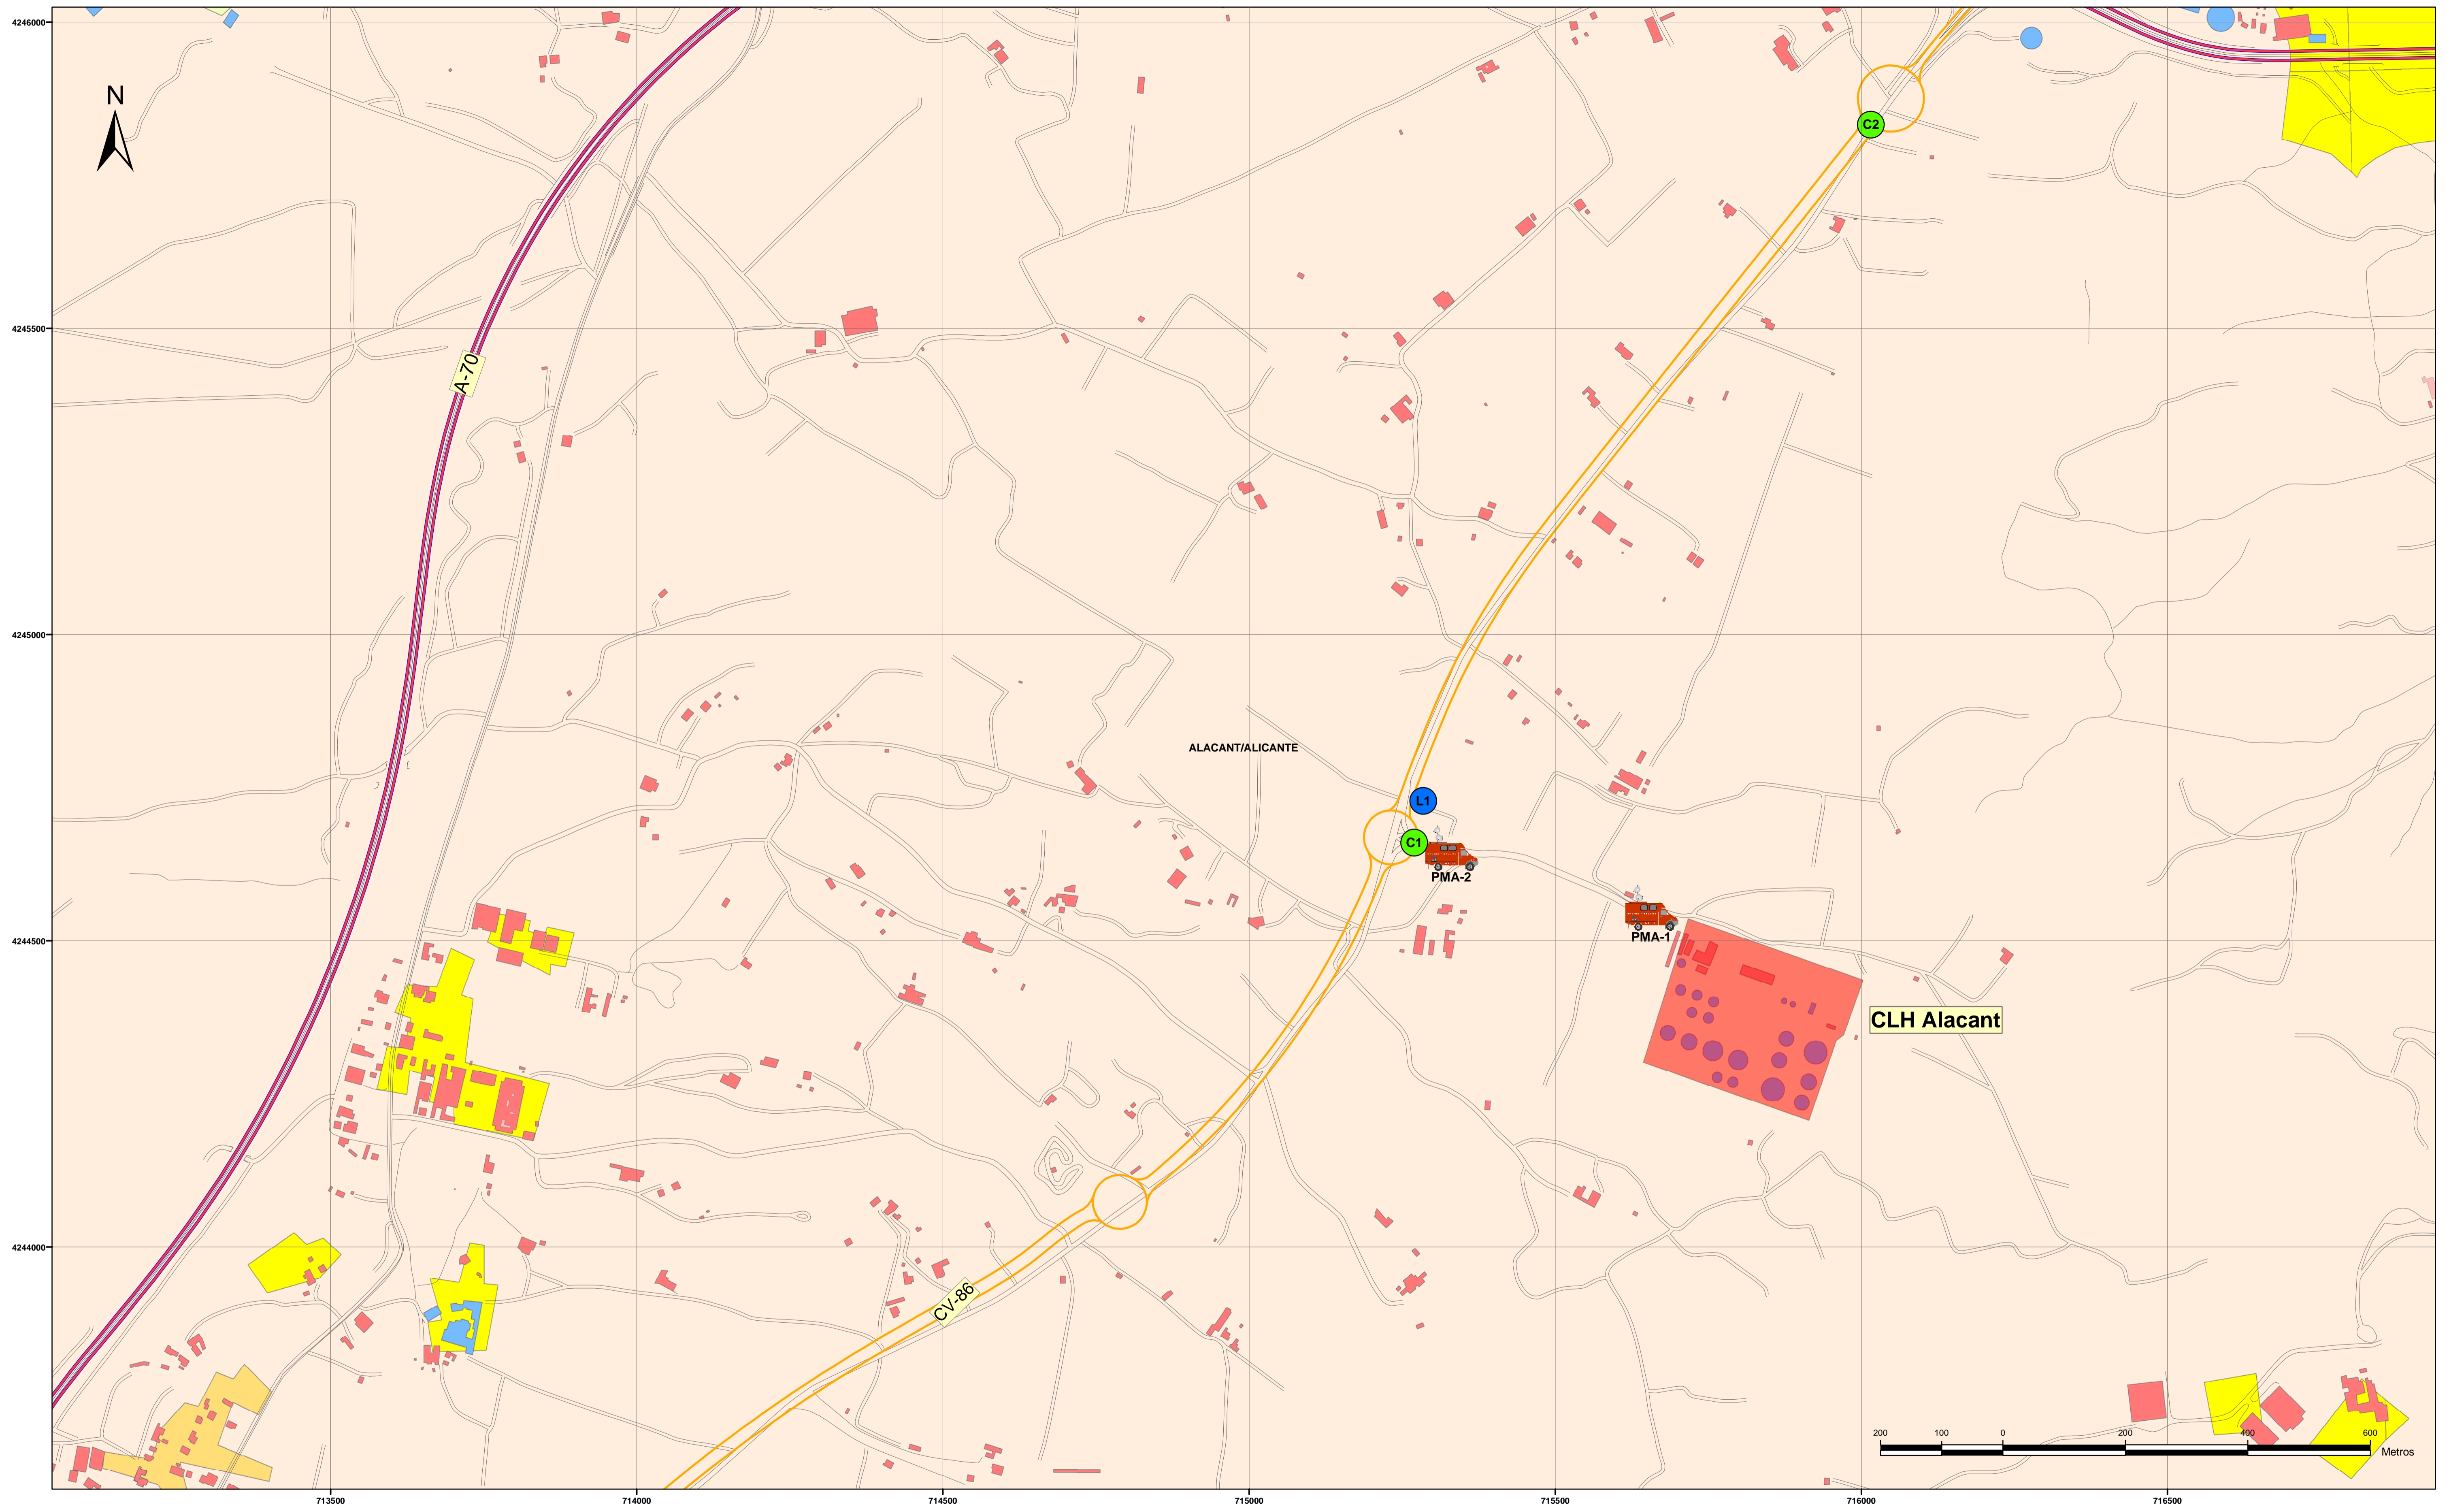 4246000
N
C2
4245500
A-70
4245000
ALACANT/ALICANTE
L1
C1
PMA-2
PMA-1
4244500
CLH Alacant
4244000
CV-86
200 100 0 200 400 600
Metros
713500 714000 714500 715000 715500 716000 716500